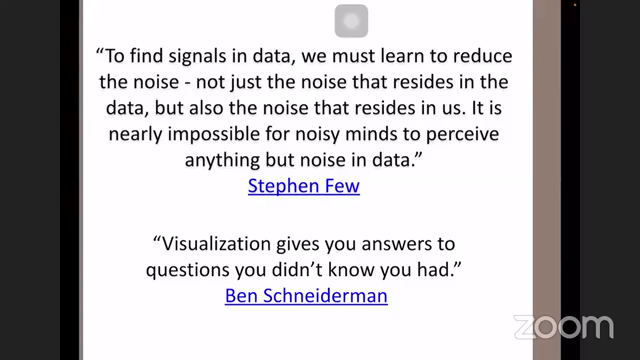 “To find signals in data, we must learn to reduce
the noise - not just the noise that resides in the
data, but also the noise that resides in us. It is
nearly impossible for noisy minds to perceive
anything but noise in data.”
Stephen Few
“Visualization gives you answers to
questions you didn’t know you had.”
Ben Schneiderman
zoom